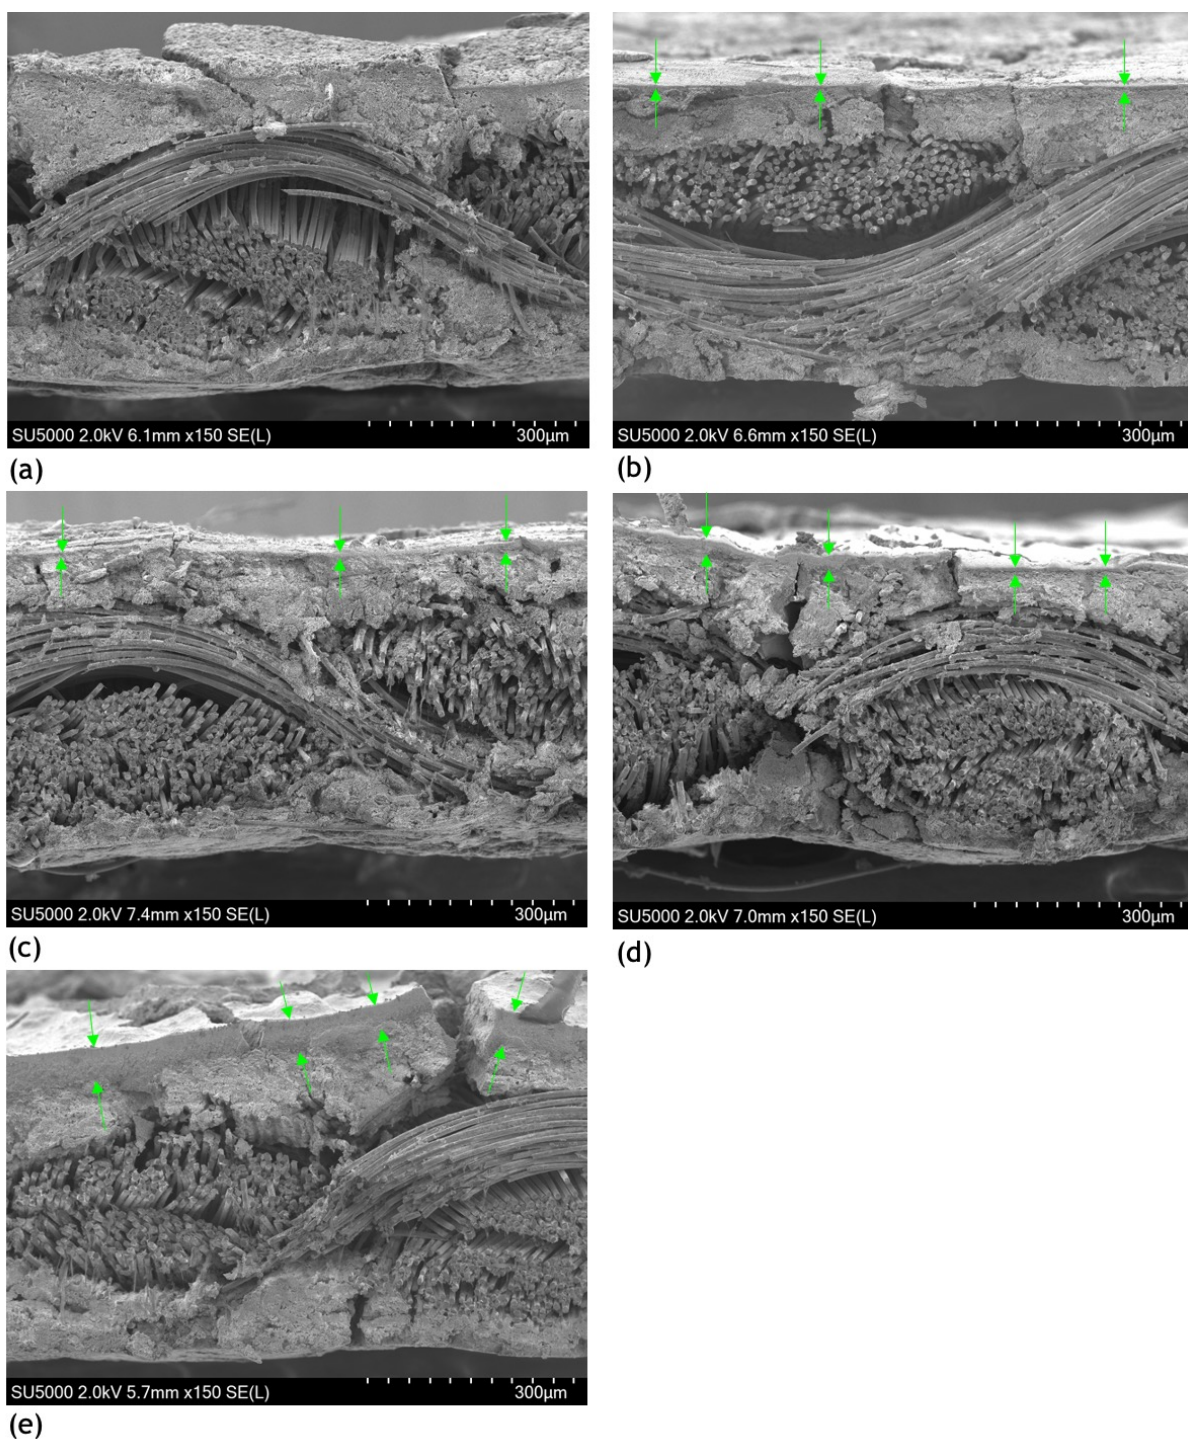 SU5000 2.0kV 6.1mm x150 SE(L) 300µm
(a)
SU5000 2.0kV 6.6mm x150 SE(L) 300µm
(b)
SU5000 2.0kV 7.4mm x150 SE(L) 300µm
(c)
SU5000 2.0kV 7.0mm x150 SE(L) 300µm
(d)
SU5000 2.0kV 5.7mm x150 SE(L) 300µm
(e)